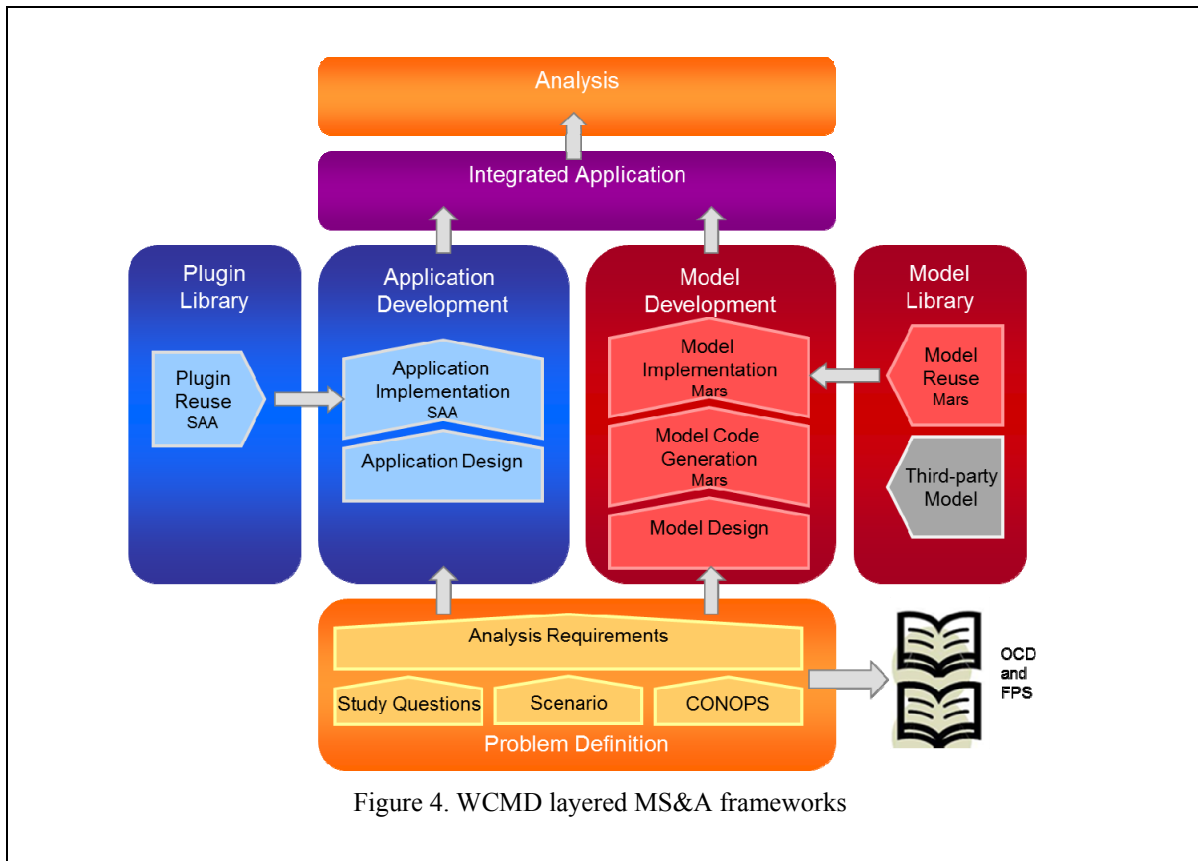 Analysis
Integrated Application
Plugin
Library
Plugin
Reuse
SAA
Application
Development
Application
Implementation
SAA
Application Design
Model
Development
Model
Implementation
Mars
Model Code
Generation
Mars
Model Design
Model
Library
Model
Reuse
Mars
Third-party
Model
Analysis Requirements
Study Questions
Scenario
CONOPS
Problem Definition
OCD
and
FPS
Figure 4. WCMD layered MS&A frameworks